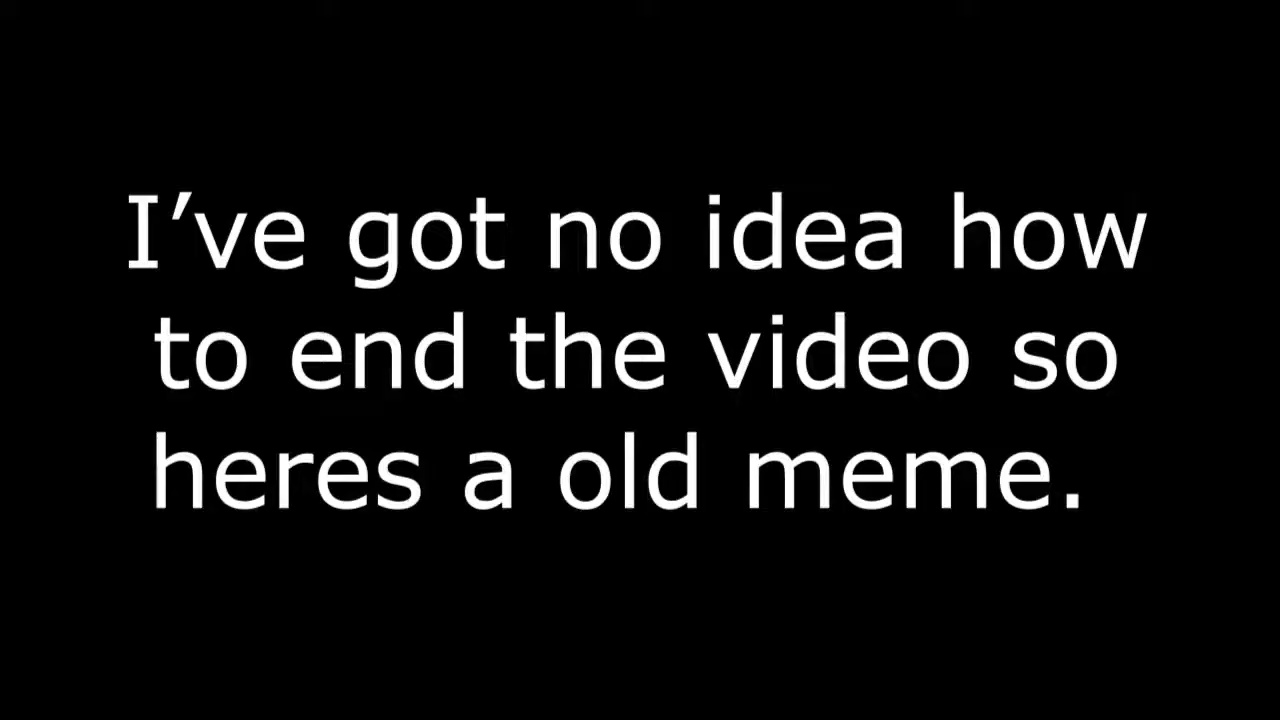 I’ve got no idea how
to end the video so
heres a old meme.